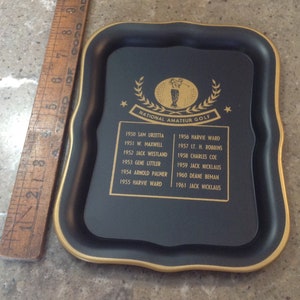 NATIONAL AMATEUR GOLF
1950 SAM URZETTA
1951 W. MAXWELL
1952 JACK WESTLAND
1953 GENE LITTLER
1954 ARNOLD PALMER
1955 HARVIE WARD
1956 HARVIE WARD
1957 LT. H. ROBBINS
1958 CHARLES COE
1959 JACK NICKLAUS
1960 DEANE BEMAN
1961 JACK NICKLAUS